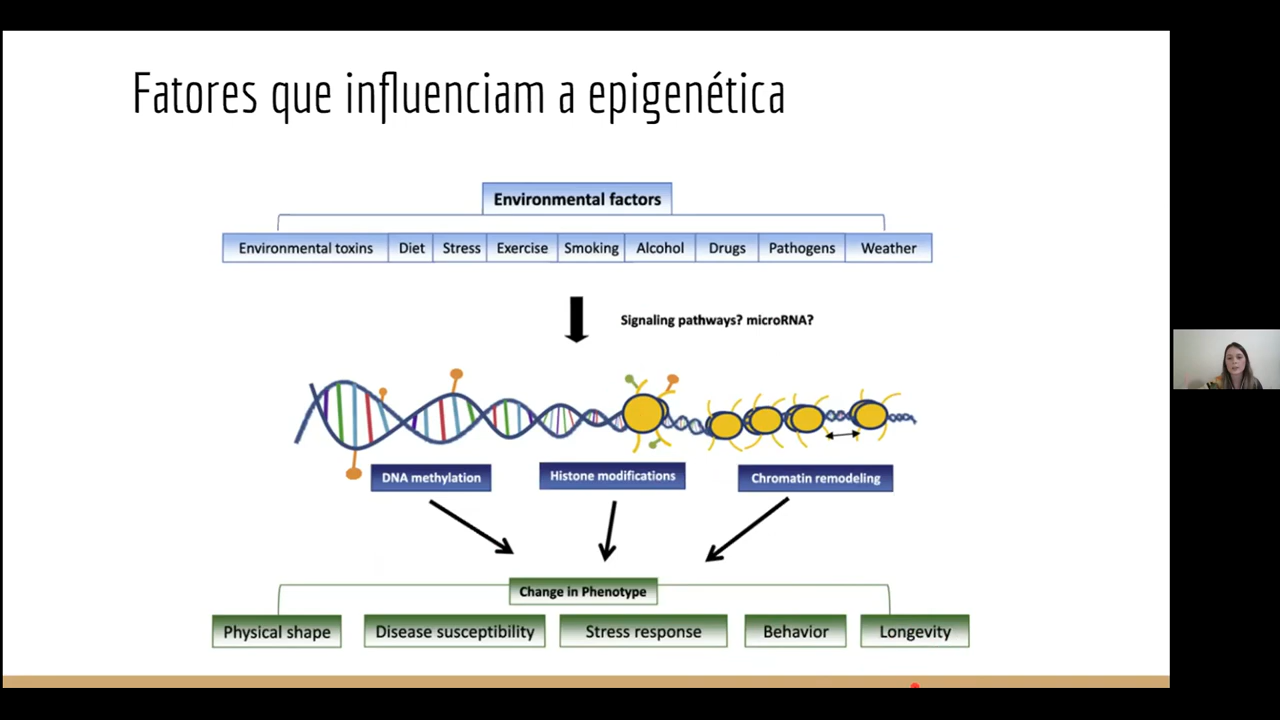 Fatores que influenciam a epigenética
Environmental factors
Environmental toxins Diet Stress Exercise Smoking Alcohol Drugs Pathogens Weather
Signaling pathways? microRNA?
DNA methylation Histone modifications Chromatin remodeling
Change in Phenotype
Physical shape Disease susceptibility Stress response Behavior Longevity